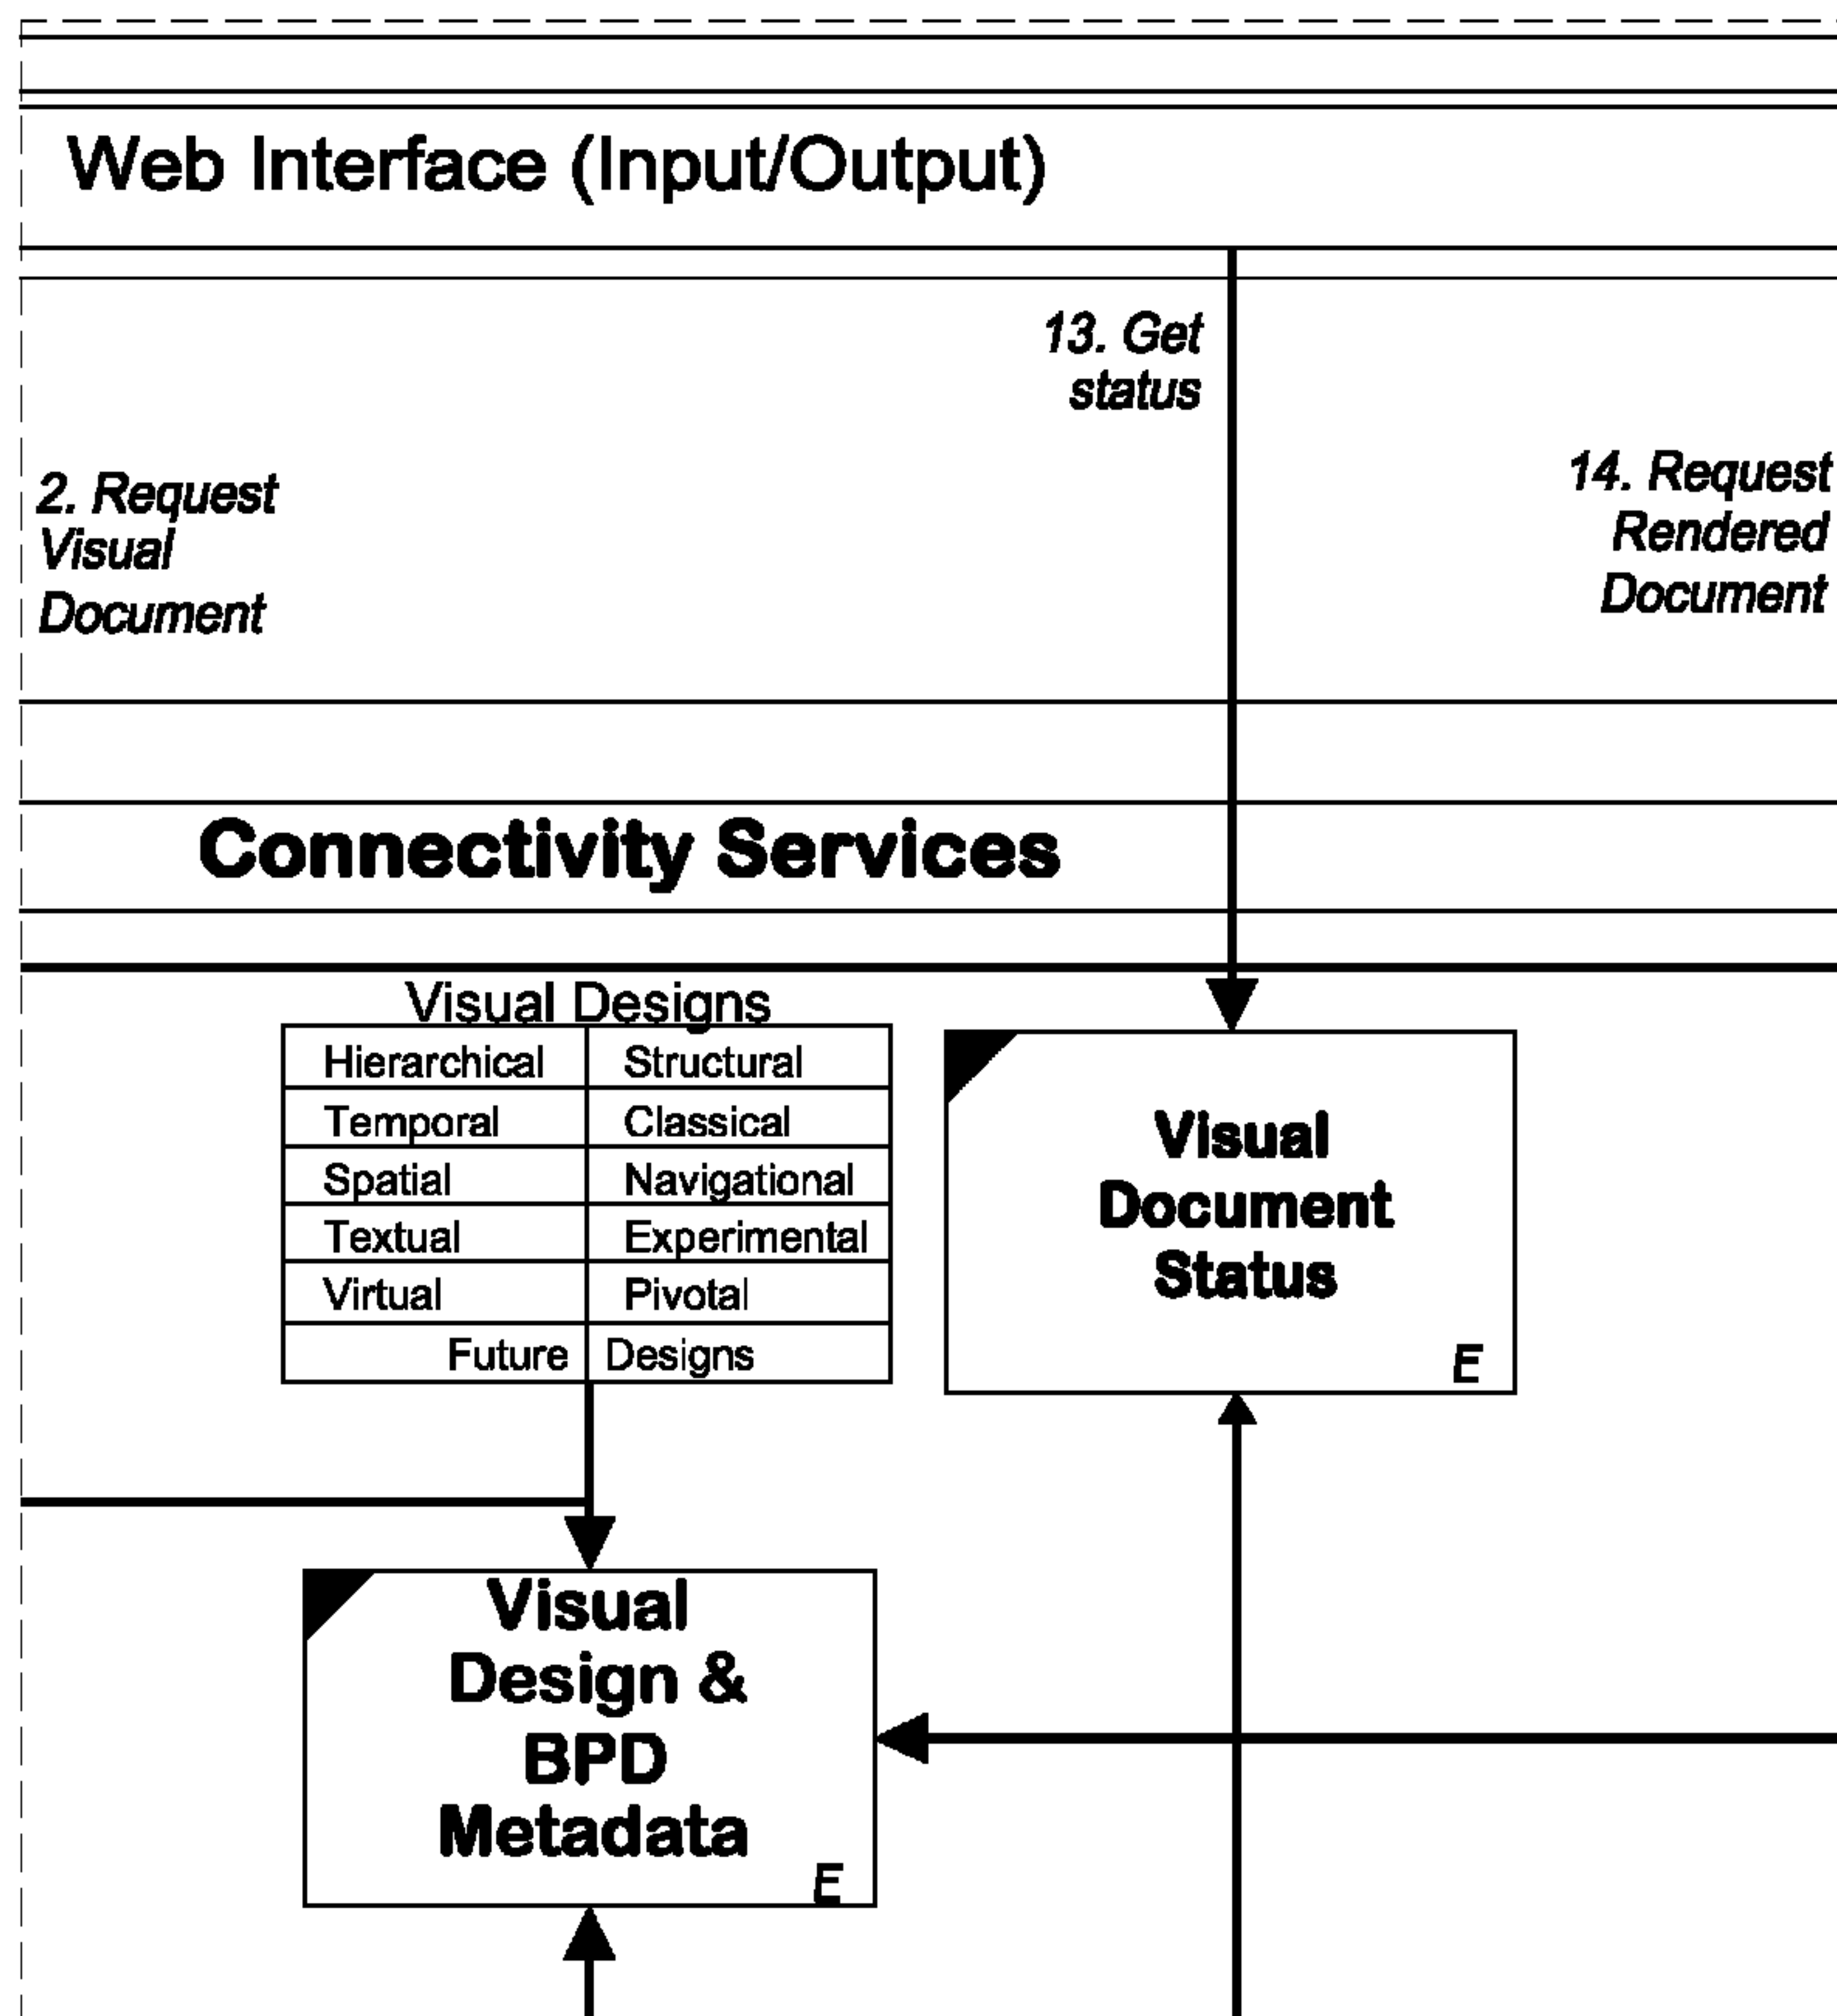 Web Interface (Input/Output)
13. Get
status
2. Request
Visual
Document
14. Request
Rendered
Document
Connectivity Services
Visual Designs
Hierarchical Structural
Temporal Classical
Spatial Navigational
Textual Experimental
Virtual Pivotal
Future Designs
Visual
Document
Status
E
Visual
Design &
BPD
Metadata
E